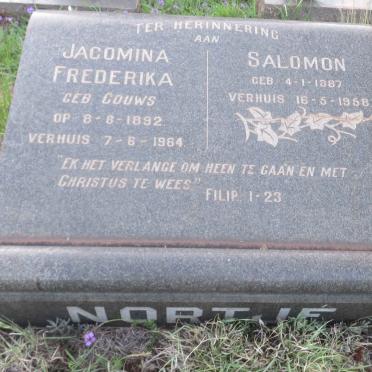 TER HERINNERING
AAN
JACOMINA
FREDERIKA
GEB GOUWS
OP 8-8-1892
VERHUIS 7-6-1964
SALOMON
GEB 4-1-1887
VERHUIS 16-5-1958
"EK HET VERLANGE OM HEEN TE GAAN EN MET
CHRISTUS TE WEES" FILIP. 1-23
NORTJE